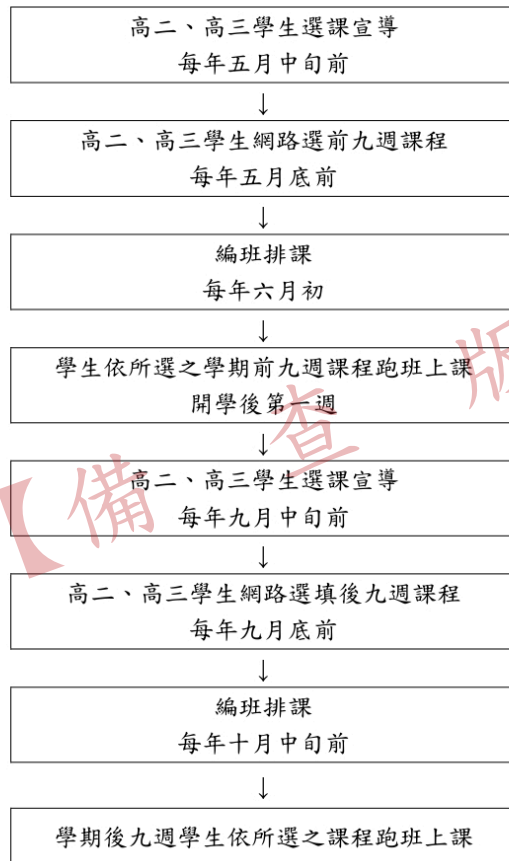 高二、高三學生選課宣導
每年五月中旬前
↓
高二、高三學生網路選前九週課程
每年五月底前
↓
編班排課
每年六月初
↓
學生依所選之學期前九週課程跑班上課
開學後第一週
↓
高二、高三學生選課宣導
每年九月中旬前
↓
高二、高三學生網路選填後九週課程
每年九月底前
↓
編班排課
每年十月中旬前
↓
學期後九週學生依所選之課程跑班上課
【備查版